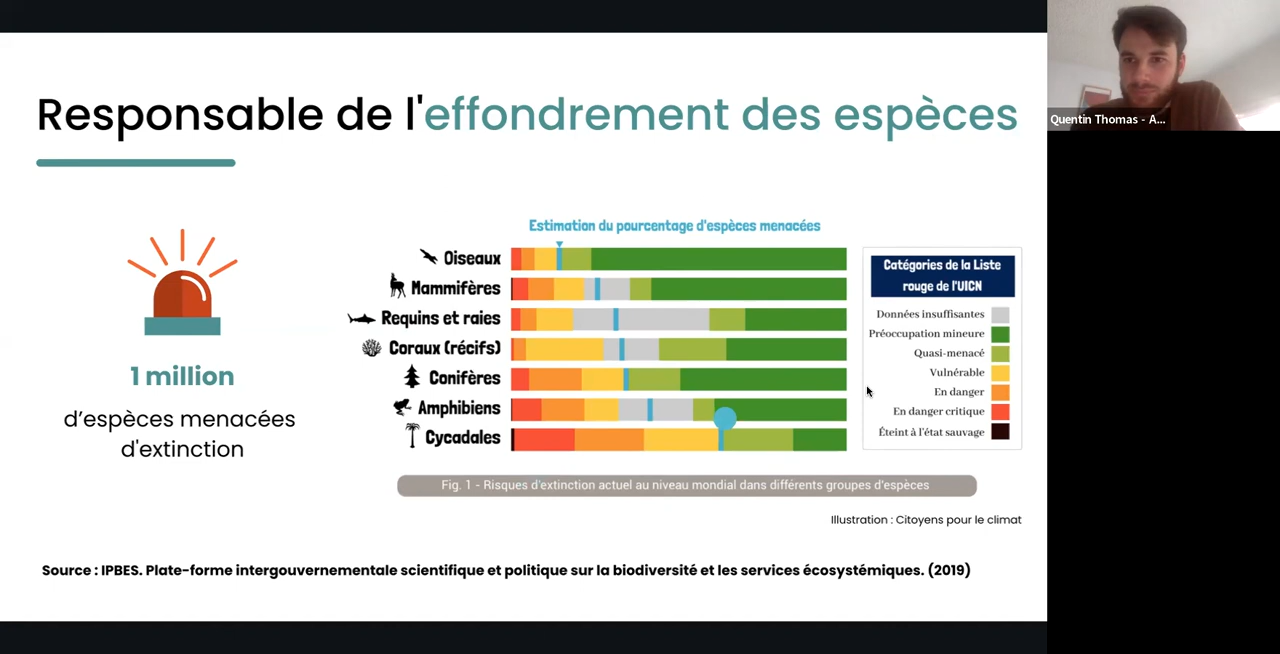 Responsable de l'effondrement des espèces
1 million
d'espèces menacées
d'extinction
Estimation du pourcentage d'espèces menacées
Oiseaux
Mammifères
Requins et raies
Coraux (récifs)
Conifères
Amphibiens
Cycadales
Catégories de la Liste
rouge de l'UICN
Données insuffisantes
Préoccupation mineure
Quasi-menacé
Vulnérable
En danger
En danger critique
Éteint à l'état sauvage
Fig. 1 - Risques d'extinction actuel au niveau mondial dans différents groupes d'espèces
Illustration : Citoyens pour le climat
Source : IPBES. Plate-forme intergouvernementale scientifique et politique sur la biodiversité et les services écosystémiques. (2019)
Quentin Thomas - A...